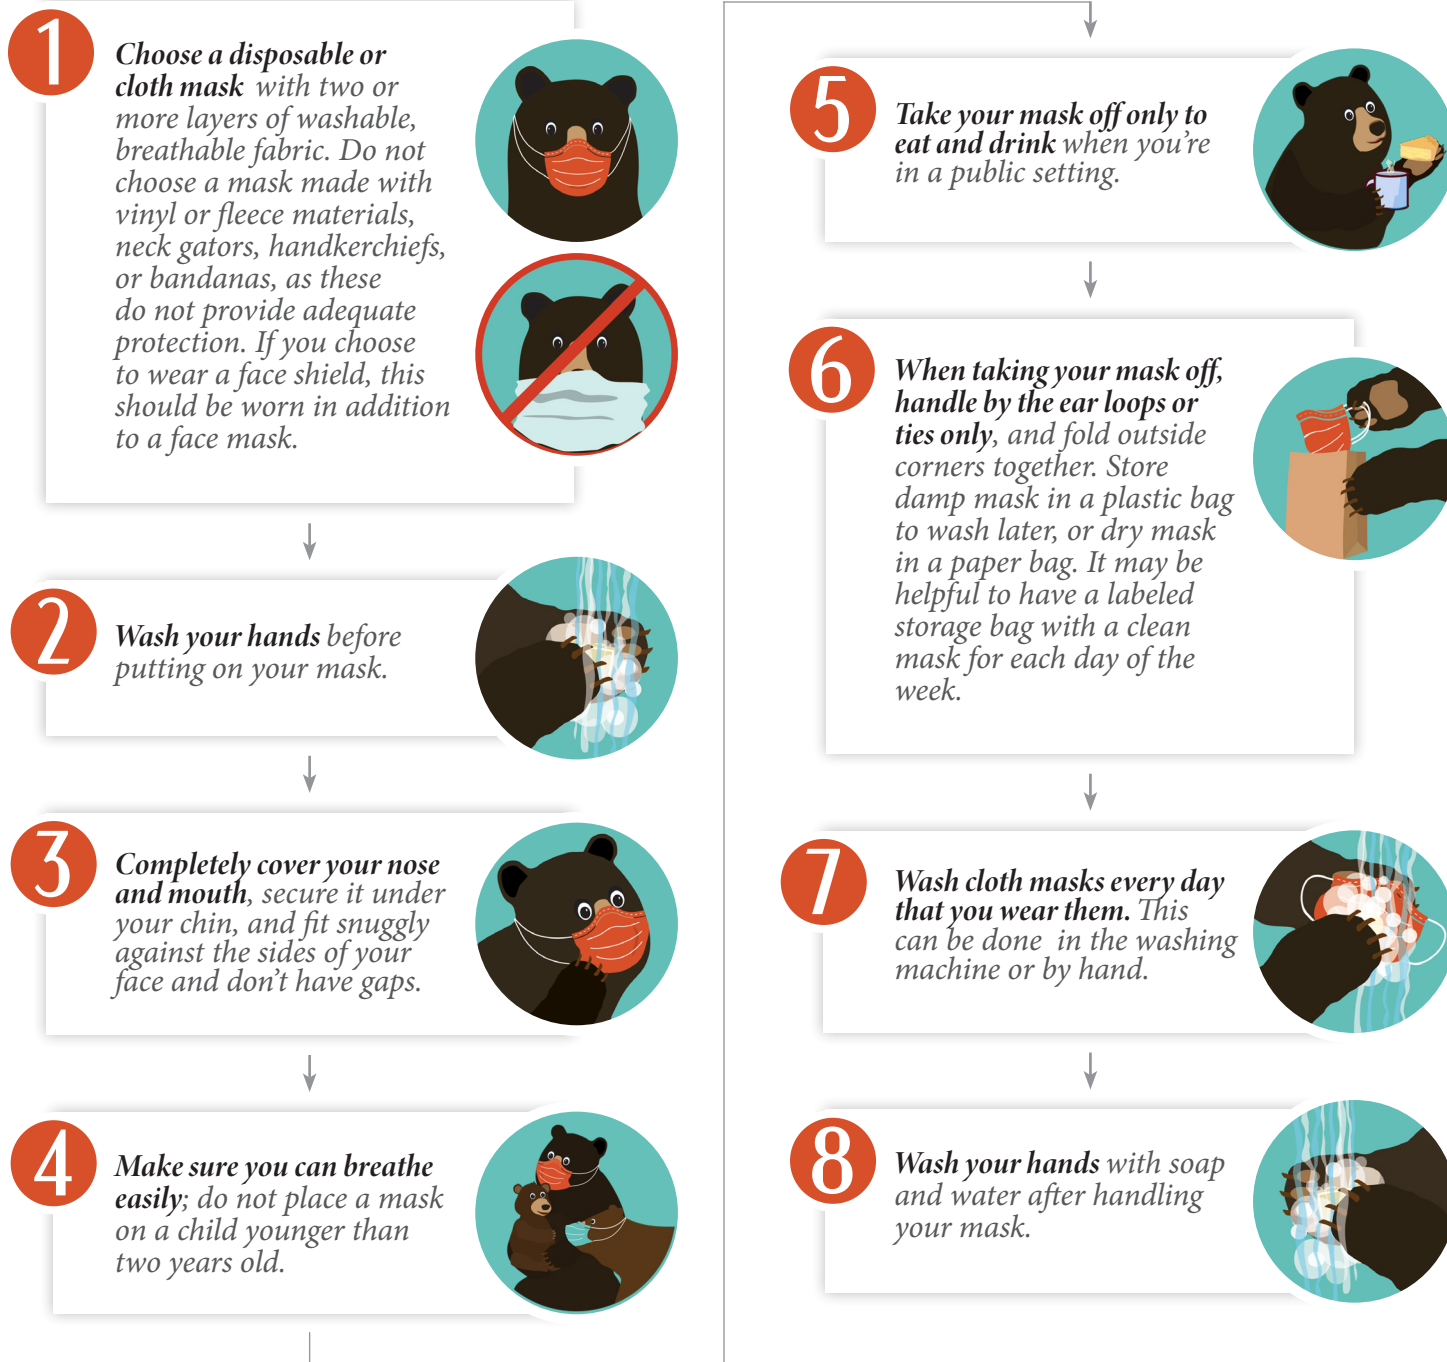 1
Choose a disposable or
cloth mask with two or
more layers of washable,
breathable fabric. Do not
choose a mask made with
vinyl or fleece materials,
neck gators, handkerchiefs,
or bandanas, as these
do not provide adequate
protection. If you choose
to wear a face shield, this
should be worn in addition
to a face mask.
2
Wash your hands before
putting on your mask.
3
Completely cover your nose
and mouth, secure it under
your chin, and fit snuggly
against the sides of your
face and don't have gaps.
4
Make sure you can breathe
easily; do not place a mask
on a child younger than
two years old.
5
Take your mask off only to
eat and drink when you're
in a public setting.
6
When taking your mask off,
handle by the ear loops or
ties only, and fold outside
corners together. Store
damp mask in a plastic bag
to wash later, or dry mask
in a paper bag. It may be
helpful to have a labeled
storage bag with a clean
mask for each day of the
week.
7
Wash cloth masks every day
that you wear them. This
can be done in the washing
machine or by hand.
8
Wash your hands with soap
and water after handling
your mask.